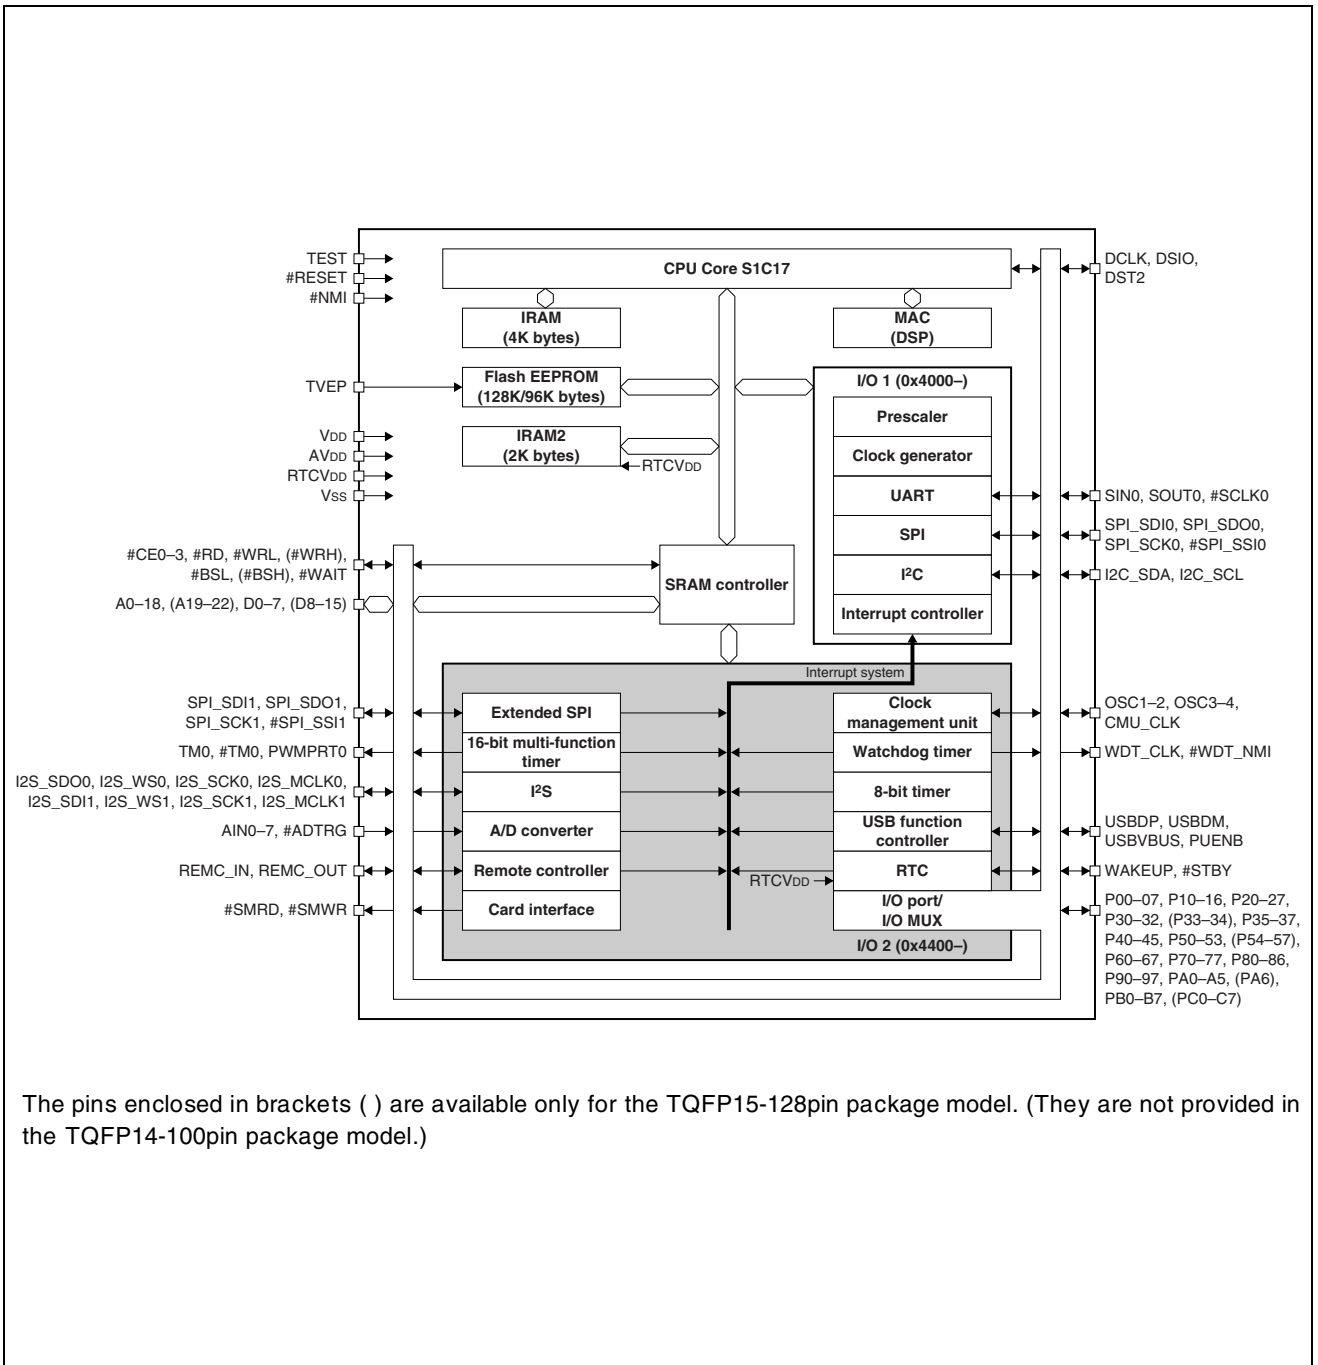 TEST
#RESET
#NMI
TVEP
VDD
AVDD
RTCVDD
VSS
#CE0–3, #RD, #WRL, (#WRH),
#BSL, (#BSH), #WAIT
A0–18, (A19–22), D0–7, (D8–15)
SPI_SDI1, SPI_SDO1,
SPI_SCK1, #SPI_SSI1
TM0, #TM0, PWMPRT0
I2S_SDO0, I2S_WS0, I2S_SCK0, I2S_MCLK0,
I2S_SDI1, I2S_WS1, I2S_SCK1, I2S_MCLK1
AIN0–7, #ADTRG
REMC_IN, REMC_OUT
#SMRD, #SMWR
CPU Core S1C17
IRAM
(4K bytes)
MAC
(DSP)
Flash EEPROM
(128K/96K bytes)
IRAM2
(2K bytes)
RTCVDD
SRAM controller
I/O 1 (0x4000–)
Prescaler
Clock generator
UART
SPI
I2C
Interrupt controller
Interrupt system
Extended SPI
16-bit multi-function
timer
I2S
A/D converter
Remote controller
Card interface
Clock
management unit
Watchdog timer
8-bit timer
USB function
controller
RTC
RTCVDD
I/O port/
I/O MUX
I/O 2 (0x4400–)
DCLK, DSIO,
DST2
SIN0, SOUT0, #SCLK0
SPI_SDI0, SPI_SDO0,
SPI_SCK0, #SPI_SSI0
I2C_SDA, I2C_SCL
OSC1–2, OSC3–4,
CMU_CLK
WDT_CLK, #WDT_NMI
USBDP, USBDM,
USBVBUS, PUENB
WAKEUP, #STBY
P00–07, P10–16, P20–27,
P30–32, (P33–34), P35–37,
P40–45, P50–53, (P54–57),
P60–67, P70–77, P80–86,
P90–97, PA0–A5, (PA6),
PB0–B7, (PC0–C7)
The pins enclosed in brackets ( ) are available only for the TQFP15-128pin package model. (They are not provided in
the TQFP14-100pin package model.)